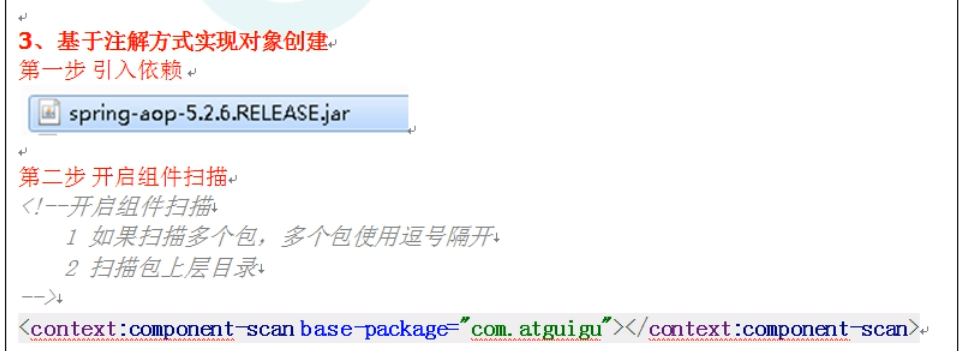 3、基于注解方式实现对象创建
第一步 引入依赖
spring-aop-5.2.6.RELEASE.jar
第二步 开启组件扫描
<!--开启组件扫描
1 如果扫描多个包，多个包使用逗号隔开
2 扫描包上层目录
-->
<context:component-scan base-package="com.atguigu"></context:component-scan>